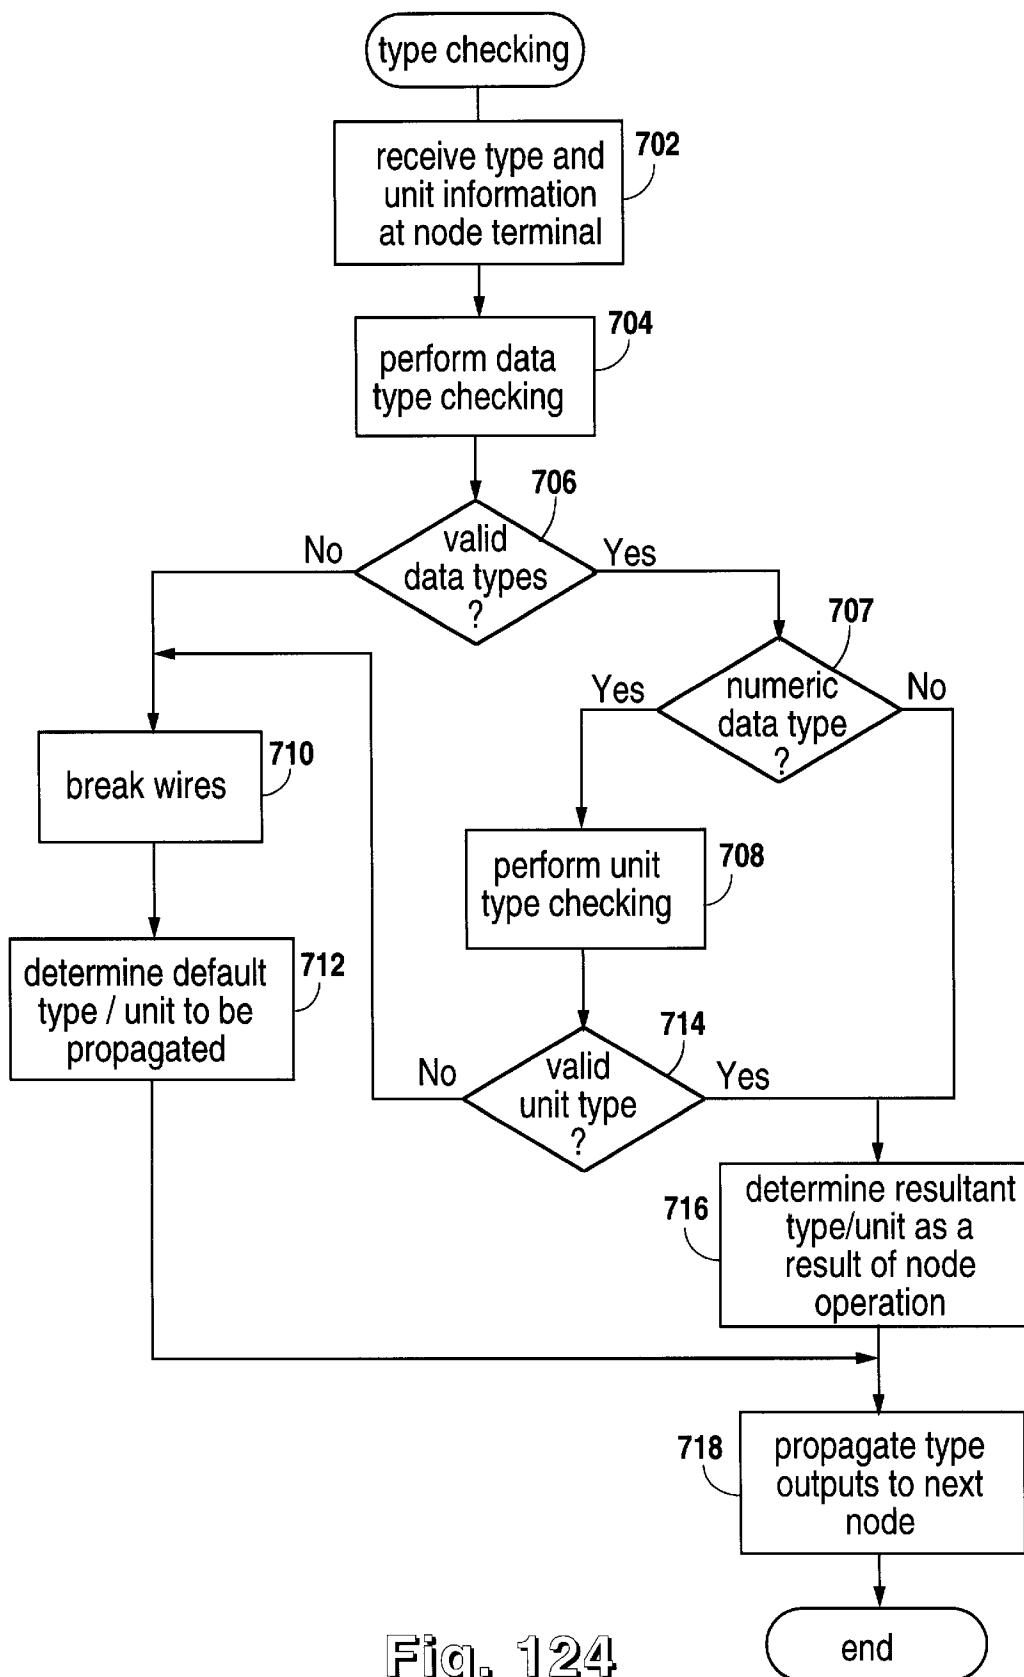 type checking
702
receive type and
unit information
at node terminal
704
perform data
type checking
706
valid
data types
?
No
Yes
707
numeric
data type
?
Yes
No
710
break wires
708
perform unit
type checking
712
determine default
type / unit to be
propagated
714
valid
unit type
?
No
Yes
716
determine resultant
type/unit as a
result of node
operation
718
propagate type
outputs to next
node
end
Fig. 124